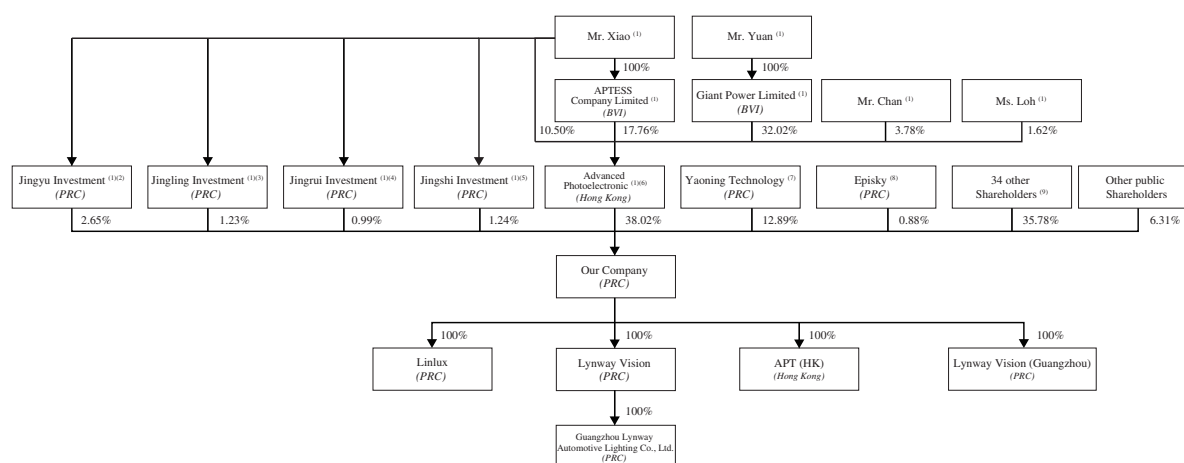 Mr. Xiao (1)
Mr. Yuan (1)
100%
100%
APTESS
Company Limited (1)
(BVI)
Giant Power Limited (1)
(BVI)
Mr. Chan (1)
Ms. Loh (1)
10.50%
17.76%
32.02%
3.78%
1.62%
Jingyu Investment (1)(2)
(PRC)
Jingling Investment (1)(3)
(PRC)
Jingrui Investment (1)(4)
(PRC)
Jingshi Investment (1)(5)
(PRC)
Advanced
Photoelectronic (1)(6)
(Hong Kong)
Yaoning Technology (7)
(PRC)
Episky (8)
(PRC)
34 other
Shareholders (9)
Other public
Shareholders
2.65%
1.23%
0.99%
1.24%
38.02%
12.89%
0.88%
35.78%
6.31%
Our Company
(PRC)
100%
100%
100%
100%
Linlux
(PRC)
Lynway Vision
(PRC)
APT (HK)
(Hong Kong)
Lynway Vision (Guangzhou)
(PRC)
100%
Guangzhou Lynway
Automotive Lighting Co., Ltd.
(PRC)